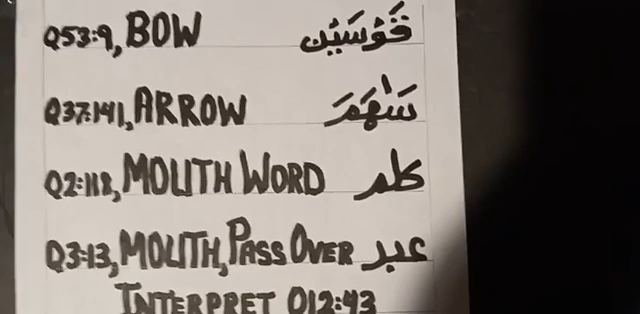 Q53:9, BOW قَوْسَيْن
Q37:141, ARROW سَٰهَمَ
Q2:118, MOUTH WORD كلم
Q3:13, MOUTH, PASS OVER عبر
INTERPRET Q12:43